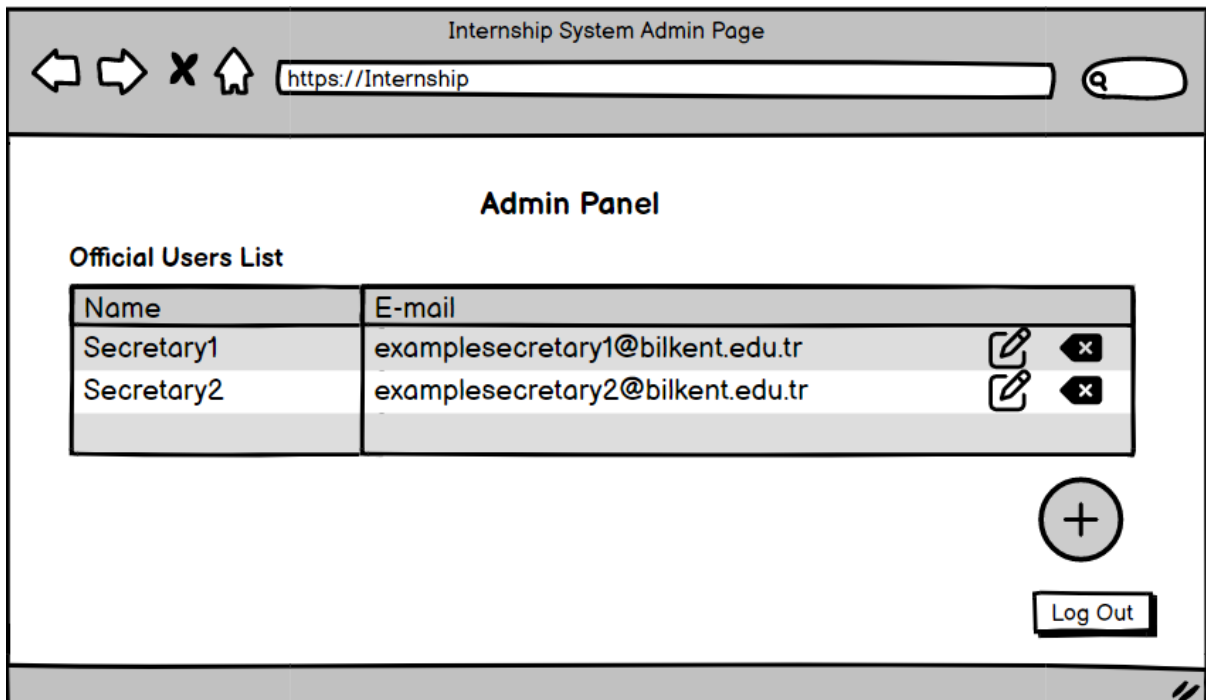 Internship System Admin Page
https://Internship
Admin Panel
Official Users List
Name E-mail
Secretary1 examplesecretary1@bilkent.edu.tr
Secretary2 examplesecretary2@bilkent.edu.tr
Log Out